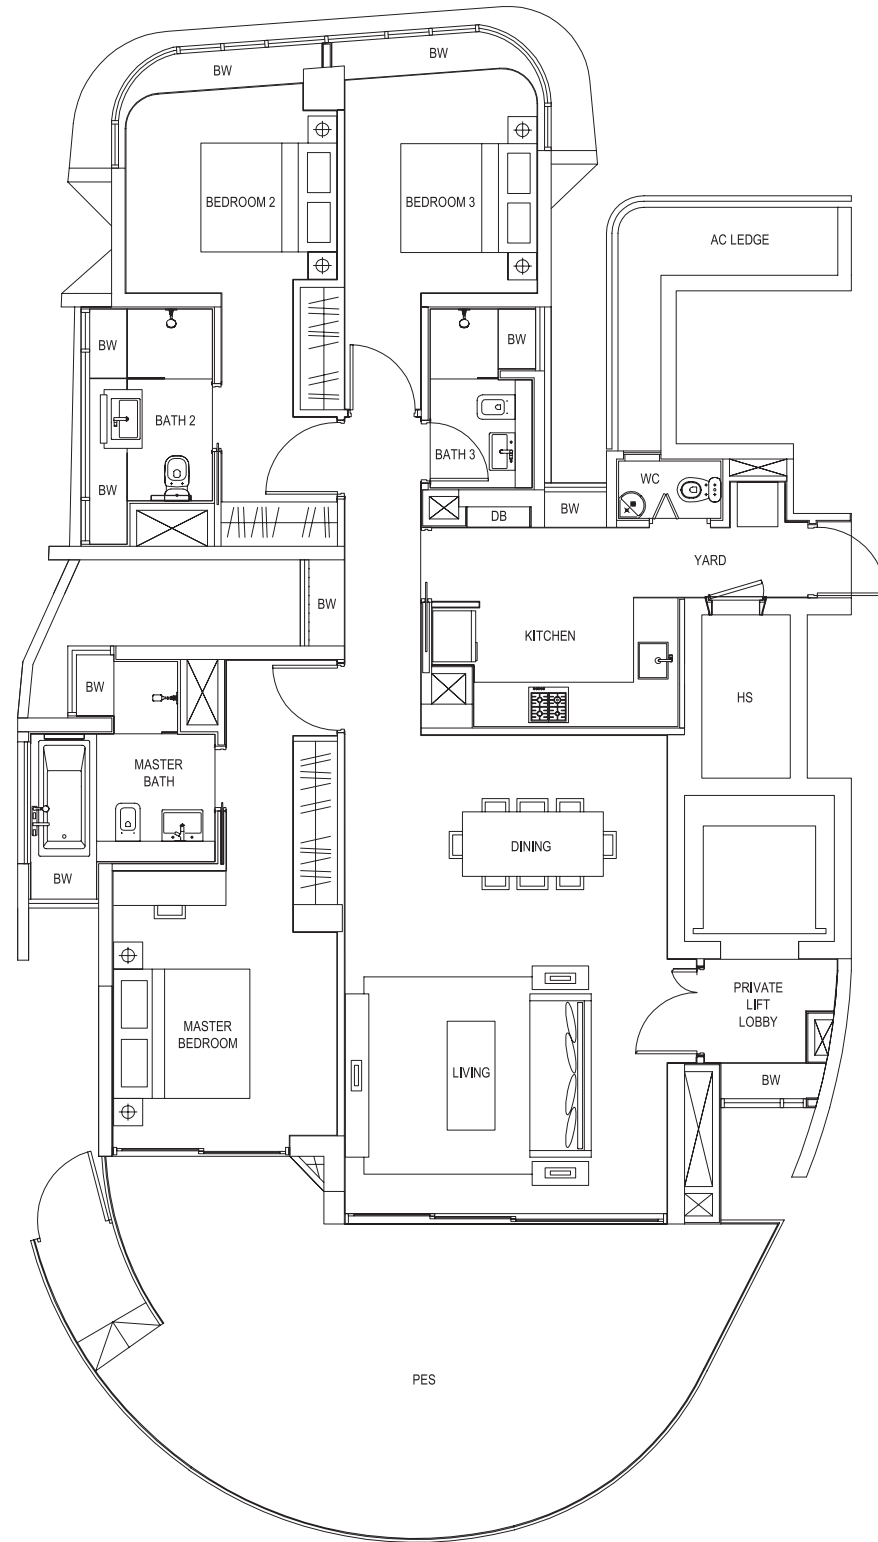 BW
BW
BEDROOM 2
BEDROOM 3
AC LEDGE
BW
BW
BATH 2
BATH 3
WC
BW
DB
BW
YARD
BW
KITCHEN
BW
HS
MASTER
BATH
DINING
BW
PRIVATE
LIFT
LOBBY
MASTER
BEDROOM
LIVING
BW
PES